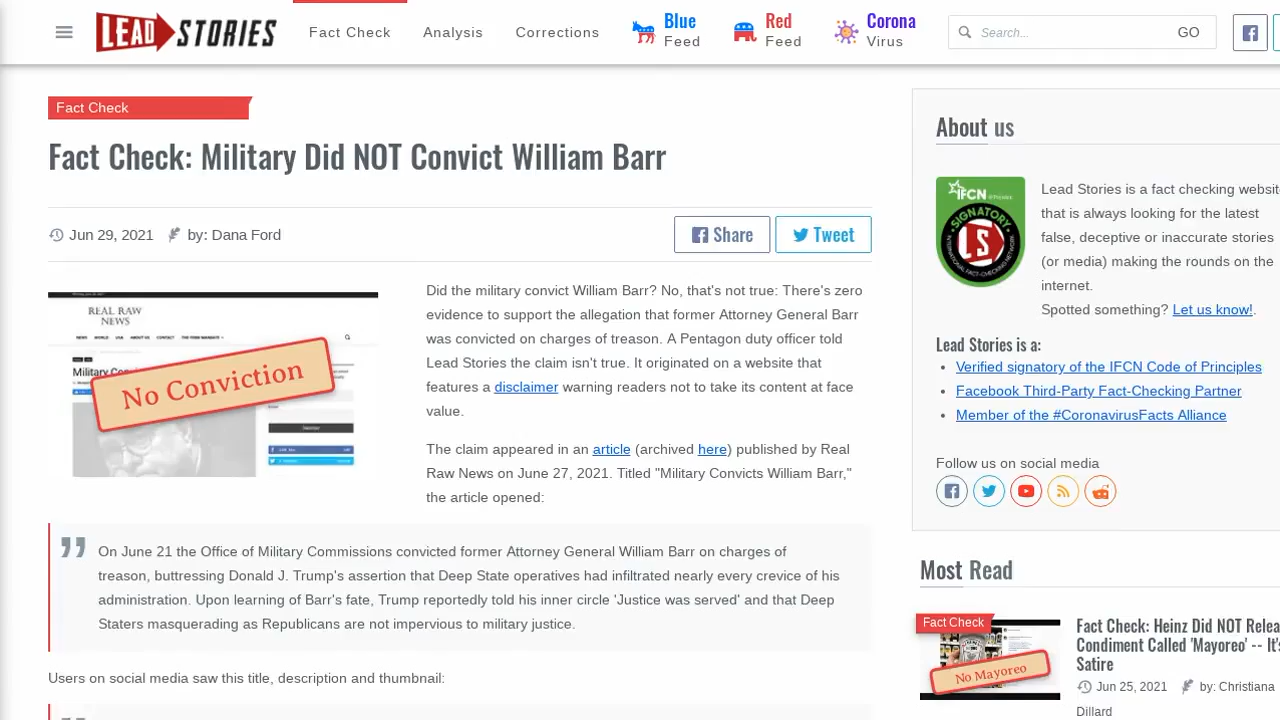 LEAD STORIES
Fact Check
Analysis
Corrections
Blue
Feed
Red
Feed
Corona
Virus
Search...
GO
Fact Check
Fact Check: Military Did NOT Convict William Barr
Jun 29, 2021
by: Dana Ford
Share
Tweet
REAL RAW
NEWS
No Conviction
Did the military convict William Barr? No, that's not true: There's zero
evidence to support the allegation that former Attorney General Barr
was convicted on charges of treason. A Pentagon duty officer told
Lead Stories the claim isn't true. It originated on a website that
features a disclaimer warning readers not to take its content at face
value.
The claim appeared in an article (archived here) published by Real
Raw News on June 27, 2021. Titled "Military Convicts William Barr,"
the article opened:
On June 21 the Office of Military Commissions convicted former Attorney General William Barr on charges of
treason, buttressing Donald J. Trump's assertion that Deep State operatives had infiltrated nearly every crevice of his
administration. Upon learning of Barr's fate, Trump reportedly told his inner circle 'Justice was served' and that Deep
Staters masquerading as Republicans are not impervious to military justice.
Users on social media saw this title, description and thumbnail:
About us
IFCN
SIGNATORY
LS
INTERNATIONAL FACT-CHECKING NETWORK
Lead Stories is a fact checking websit
that is always looking for the latest
false, deceptive or inaccurate stories
(or media) making the rounds on the
internet.
Spotted something? Let us know!.
Lead Stories is a:
Verified signatory of the IFCN Code of Principles
Facebook Third-Party Fact-Checking Partner
Member of the #CoronavirusFacts Alliance
Follow us on social media
Most Read
Fact Check
No Mayoreo
Fact Check: Heinz Did NOT Relea
Condiment Called 'Mayoreo' -- It's
Satire
Jun 25, 2021
by: Christiana
Dillard